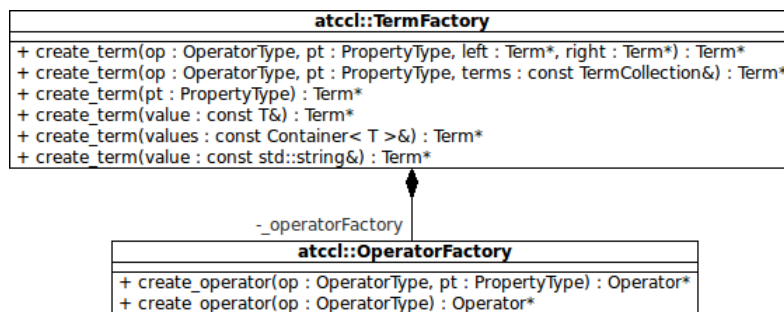 atccl::TermFactory
+ create_term(op : OperatorType, pt : PropertyType, left : Term*, right : Term*) : Term*
+ create_term(op : OperatorType, pt : PropertyType, terms : const TermCollection&) : Term*
+ create_term(pt : PropertyType) : Term*
+ create_term(value : const T&) : Term*
+ create_term(values : const Container< T >&) : Term*
+ create_term(value : const std::string&) : Term*
-_operatorFactory
atccl::OperatorFactory
+ create_operator(op : OperatorType, pt : PropertyType) : Operator*
+ create_operator(op : OperatorType) : Operator*